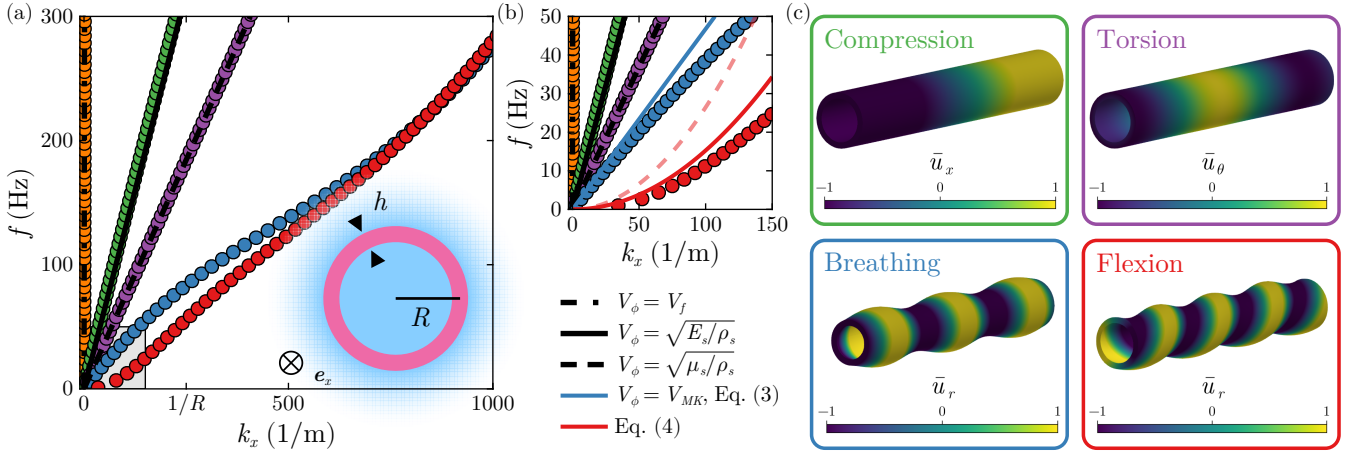 (a)
300
200
100
0
f (Hz)
0
1/R
500
1000
k_x (1/m)
h
R
e_x
(b)
50
40
30
20
10
0
f (Hz)
0
50
100
150
k_x (1/m)
V_ϕ = V_f
V_ϕ = √E_s/ρ_s
V_ϕ = √μ_s/ρ_s
V_ϕ = V_MK, Eq. (3)
Eq. (4)
(c)
Compression
ū_x
−1 0 1
Torsion
ū_θ
−1 0 1
Breathing
ū_r
−1 0 1
Flexion
ū_r
−1 0 1